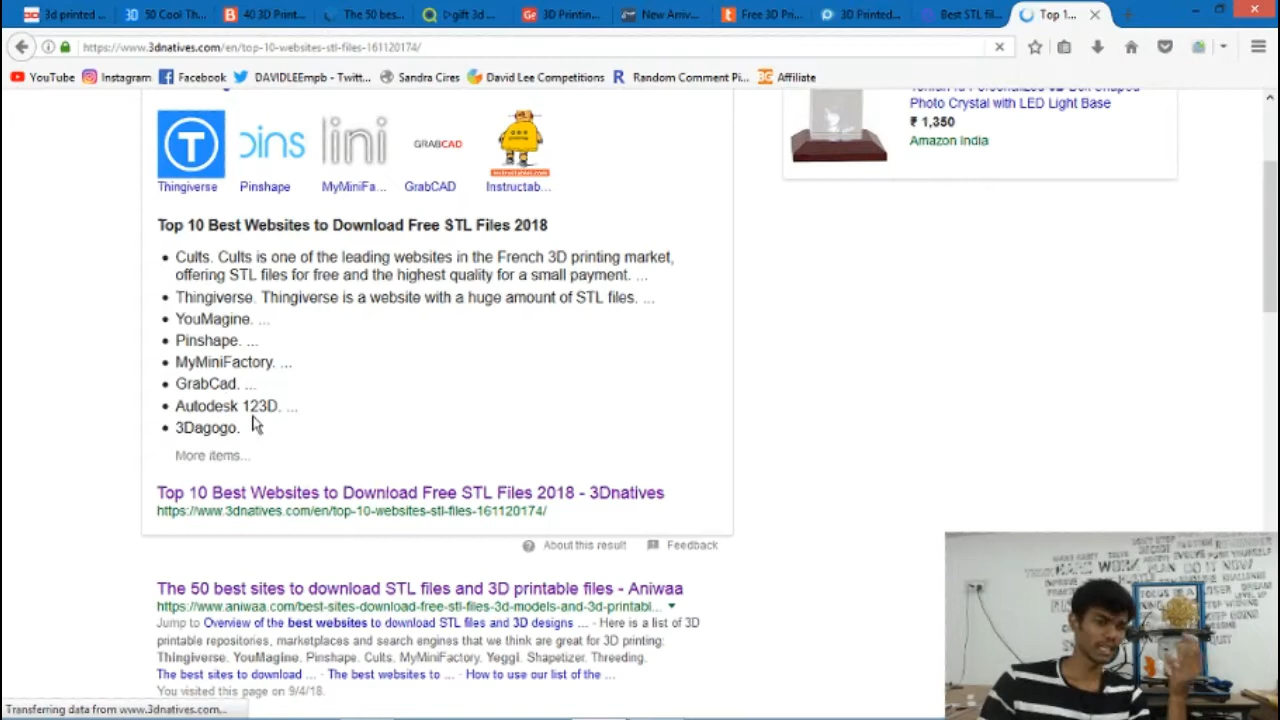 3d printed ...
50 Cool Th...
40 3D Print...
The 50 bes...
gift 3d ...
3D Printin...
New Arriv...
Free 3D Pri...
3D Printed...
Best STL fil...
Top 1...
https://www.3dnatives.com/en/top-10-websites-stl-files-161120174/
YouTube
Instagram
Facebook
DAVIDLEEmpb - Twitt...
Sandra Cires
David Lee Competitions
Random Comment Pi...
Affiliate
Photo Crystal with LED Light Base
₹ 1,350
Amazon India
pins
lini
GRABCAD
Thingiverse
Pinshape
MyMiniFa...
GrabCAD
Instructab...
Top 10 Best Websites to Download Free STL Files 2018
Cults. Cults is one of the leading websites in the French 3D printing market,
offering STL files for free and the highest quality for a small payment. ...
Thingiverse. Thingiverse is a website with a huge amount of STL files. ...
YouMagine. ...
Pinshape. ...
MyMiniFactory. ...
GrabCad. ...
Autodesk 123D. ...
3Dagogo.
More items...
Top 10 Best Websites to Download Free STL Files 2018 - 3Dnatives
https://www.3dnatives.com/en/top-10-websites-stl-files-161120174/
About this result
Feedback
The 50 best sites to download STL files and 3D printable files - Aniwaa
https://www.aniwaa.com/best-sites-download-free-stl-files-3d-models-and-3d-printabl...
Jump to Overview of the best websites to download STL files and 3D designs ... - Here is a list of 3D
printable repositories, marketplaces and search engines that we think are great for 3D printing:
Thingiverse. YouMagine. Pinshape. Cults. MyMiniFactory. Yeggi. Shapetizer. Threeding.
The best sites to download ... · The best websites to ... · How to use our list of the ...
You visited this page on 9/4/18.
Transferring data from www.3dnatives.com...
WORK
PLAN
DO IT NOW